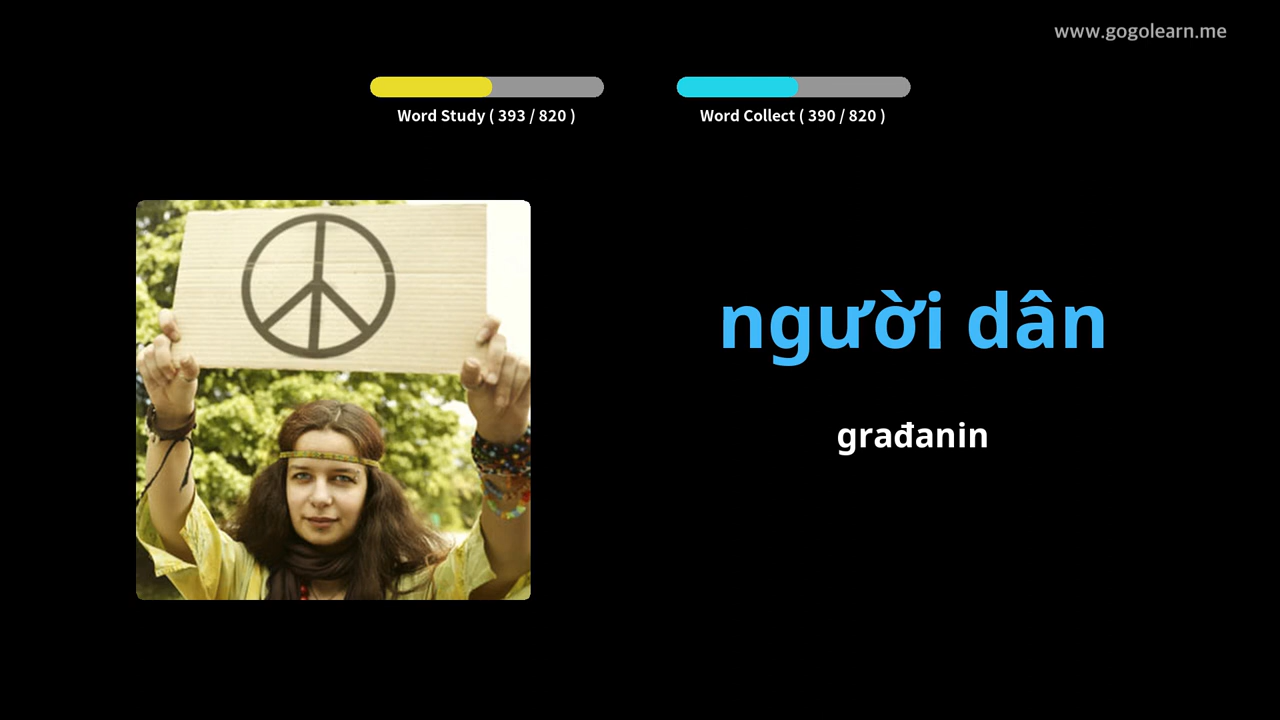 www.gogolearn.me
Word Study ( 393 / 820 )
Word Collect ( 390 / 820 )
người dân
građanin